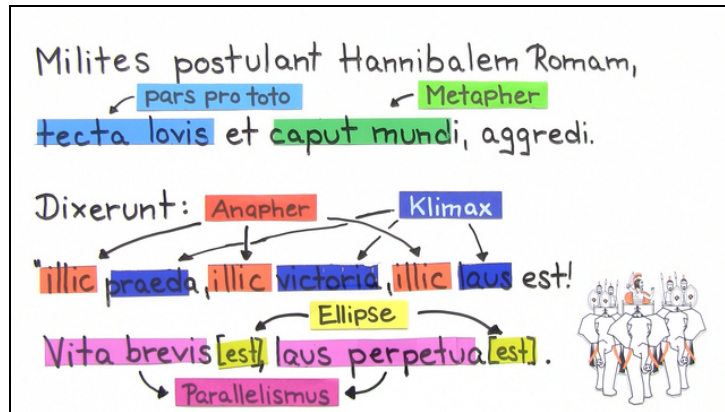 Milites postulant Hannibalem Romam,
pars pro toto Metapher
tecta Iovis et caput mundi, aggredi.
Dixerunt: Anapher Klimax
"illic praeda, illic victoria, illic laus est!
Ellipse
Vita brevis [est], laus perpetua [est].
Parallelismus